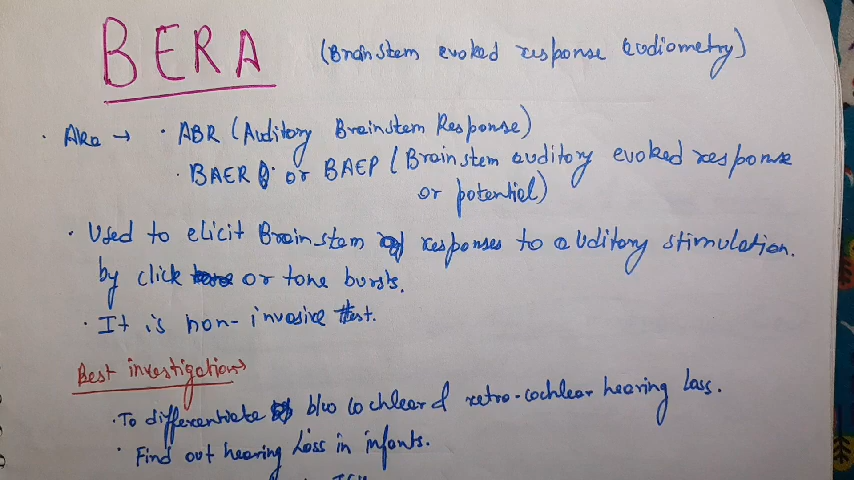 BERA (Brainstem evoked response audiometry)
· AKA → · ABR (Auditory Brainstem Response)
· BAER or BAEP (Brainstem auditory evoked response
or potential)
· Used to elicit Brainstem responses to auditory stimulation.
by click or tone bursts.
· It is non-invasive test.
Best investigation
· To differentiate b/w cochlear & retro-cochlear hearing loss.
· Find out hearing loss in infants.